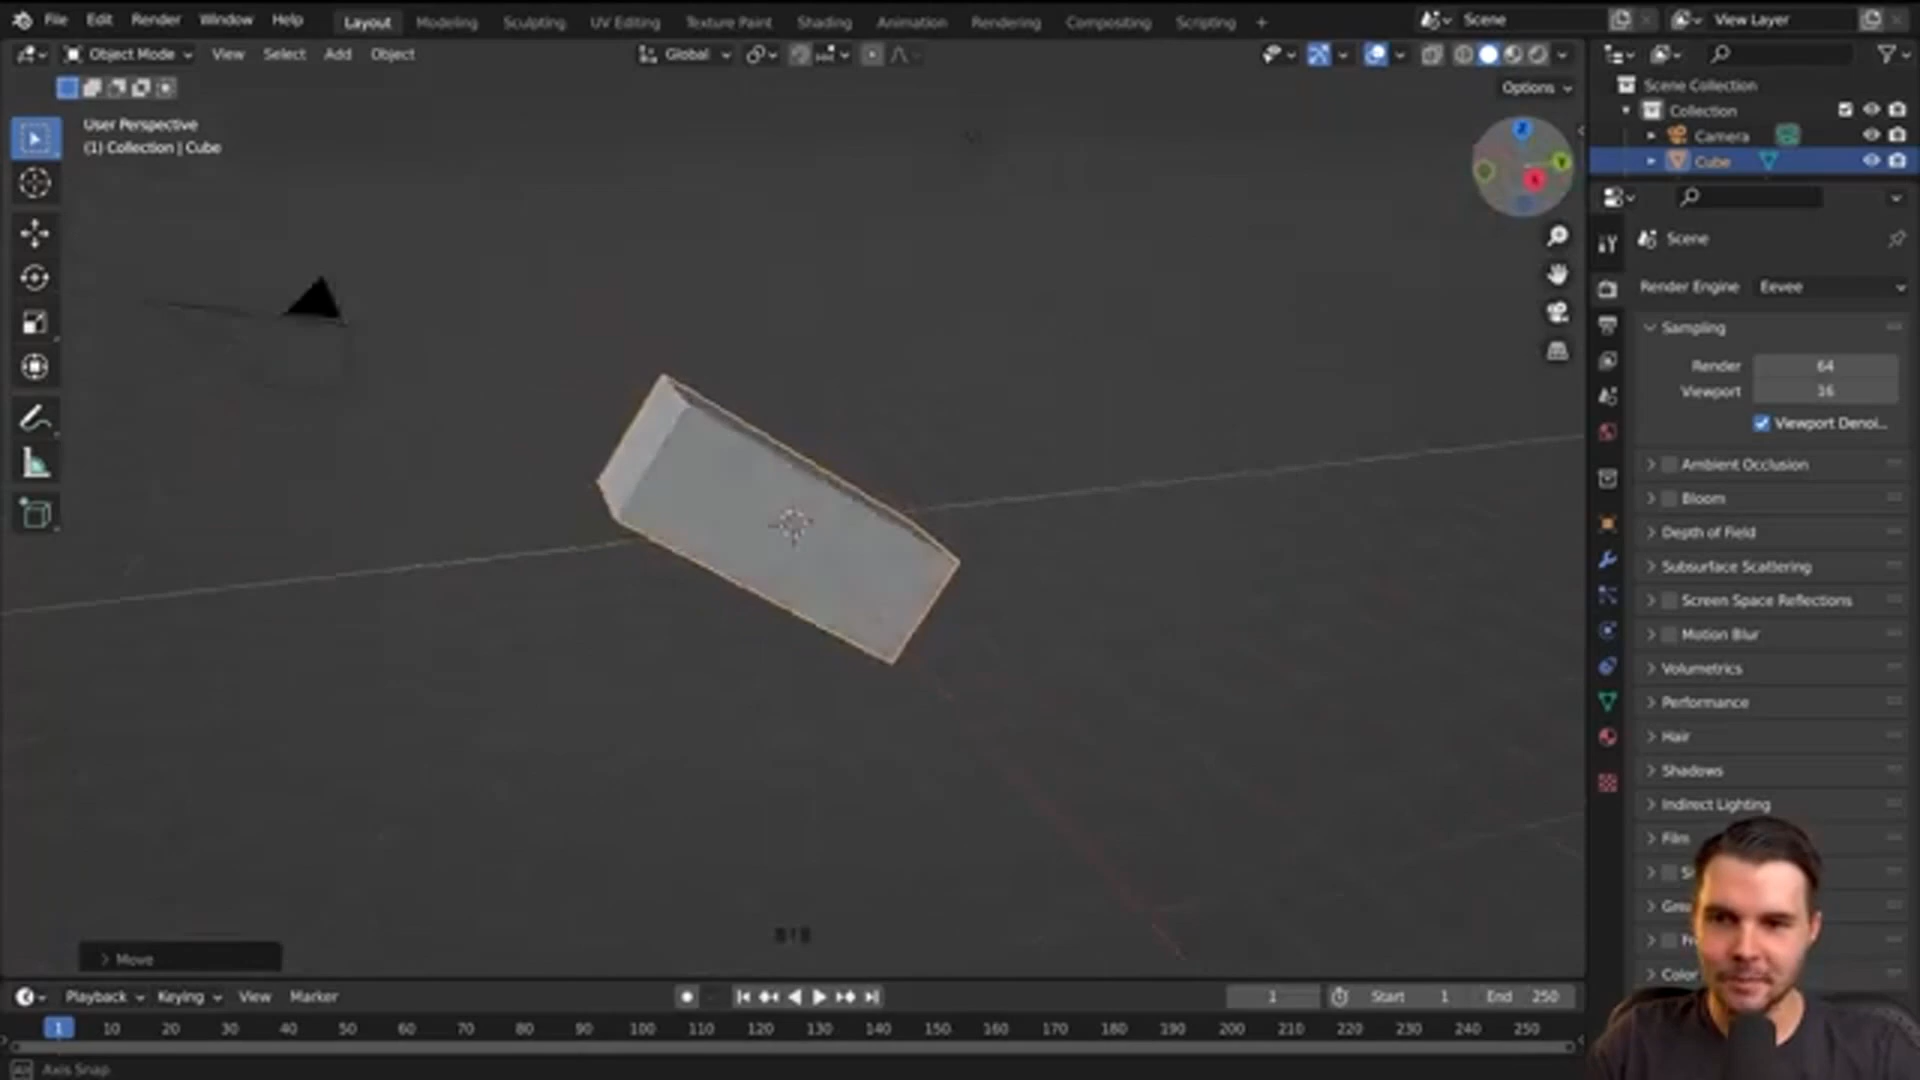 File Edit Render Window Help Layout Modeling Sculpting UV Editing Texture Paint Shading Animation Rendering Compositing Scripting + Scene View Layer
Object Mode View Select Add Object Global
Options
User Perspective
(1) Collection | Cube
Z
Y
X
Scene Collection
Collection
Camera
Cube
Scene
Render Engine Eevee
Sampling
Render 64
Viewport 16
Viewport Denoi...
Ambient Occlusion
Bloom
Depth of Field
Subsurface Scattering
Screen Space Reflections
Motion Blur
Volumetrics
Performance
Hair
Shadows
Indirect Lighting
Film
Move
Playback Keying View Marker 1 Start 1 End 250
1 10 20 30 40 50 60 70 80 90 100 110 120 130 140 150 160 170 180 190 200 210 220 230 240 250
Axis Snap